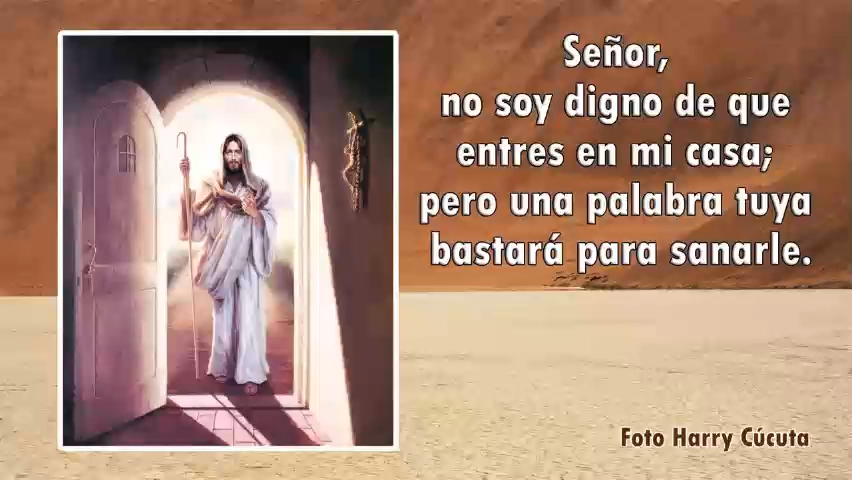 Señor,
no soy digno de que
entres en mi casa;
pero una palabra tuya
bastará para sanarle.
Foto Harry Cúcuta